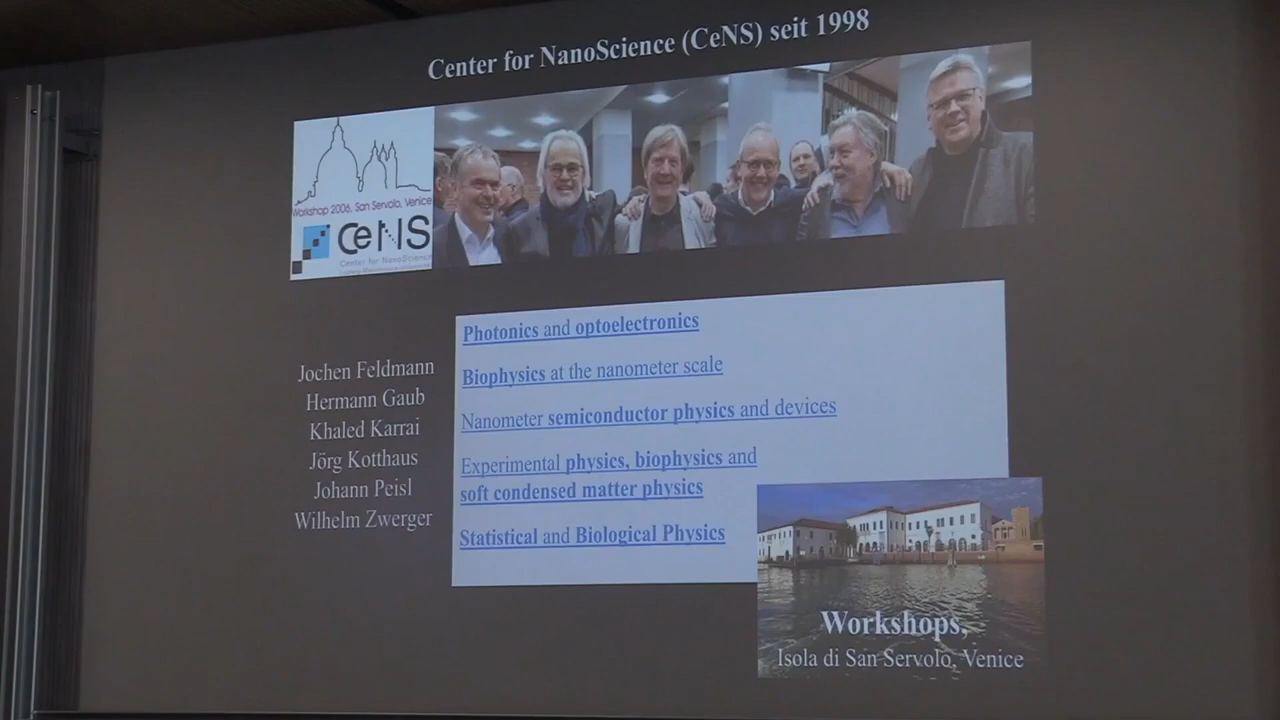 Center for NanoScience (CeNS) seit 1998
Workshop 2006, San Servolo, Venice
CeNS
Center for NanoScience
Jochen Feldmann
Hermann Gaub
Khaled Karrai
Jörg Kotthaus
Johann Peisl
Wilhelm Zwerger
Photonics and optoelectronics
Biophysics at the nanometer scale
Nanometer semiconductor physics and devices
Experimental physics, biophysics and
soft condensed matter physics
Statistical and Biological Physics
Workshops,
Isola di San Servolo, Venice